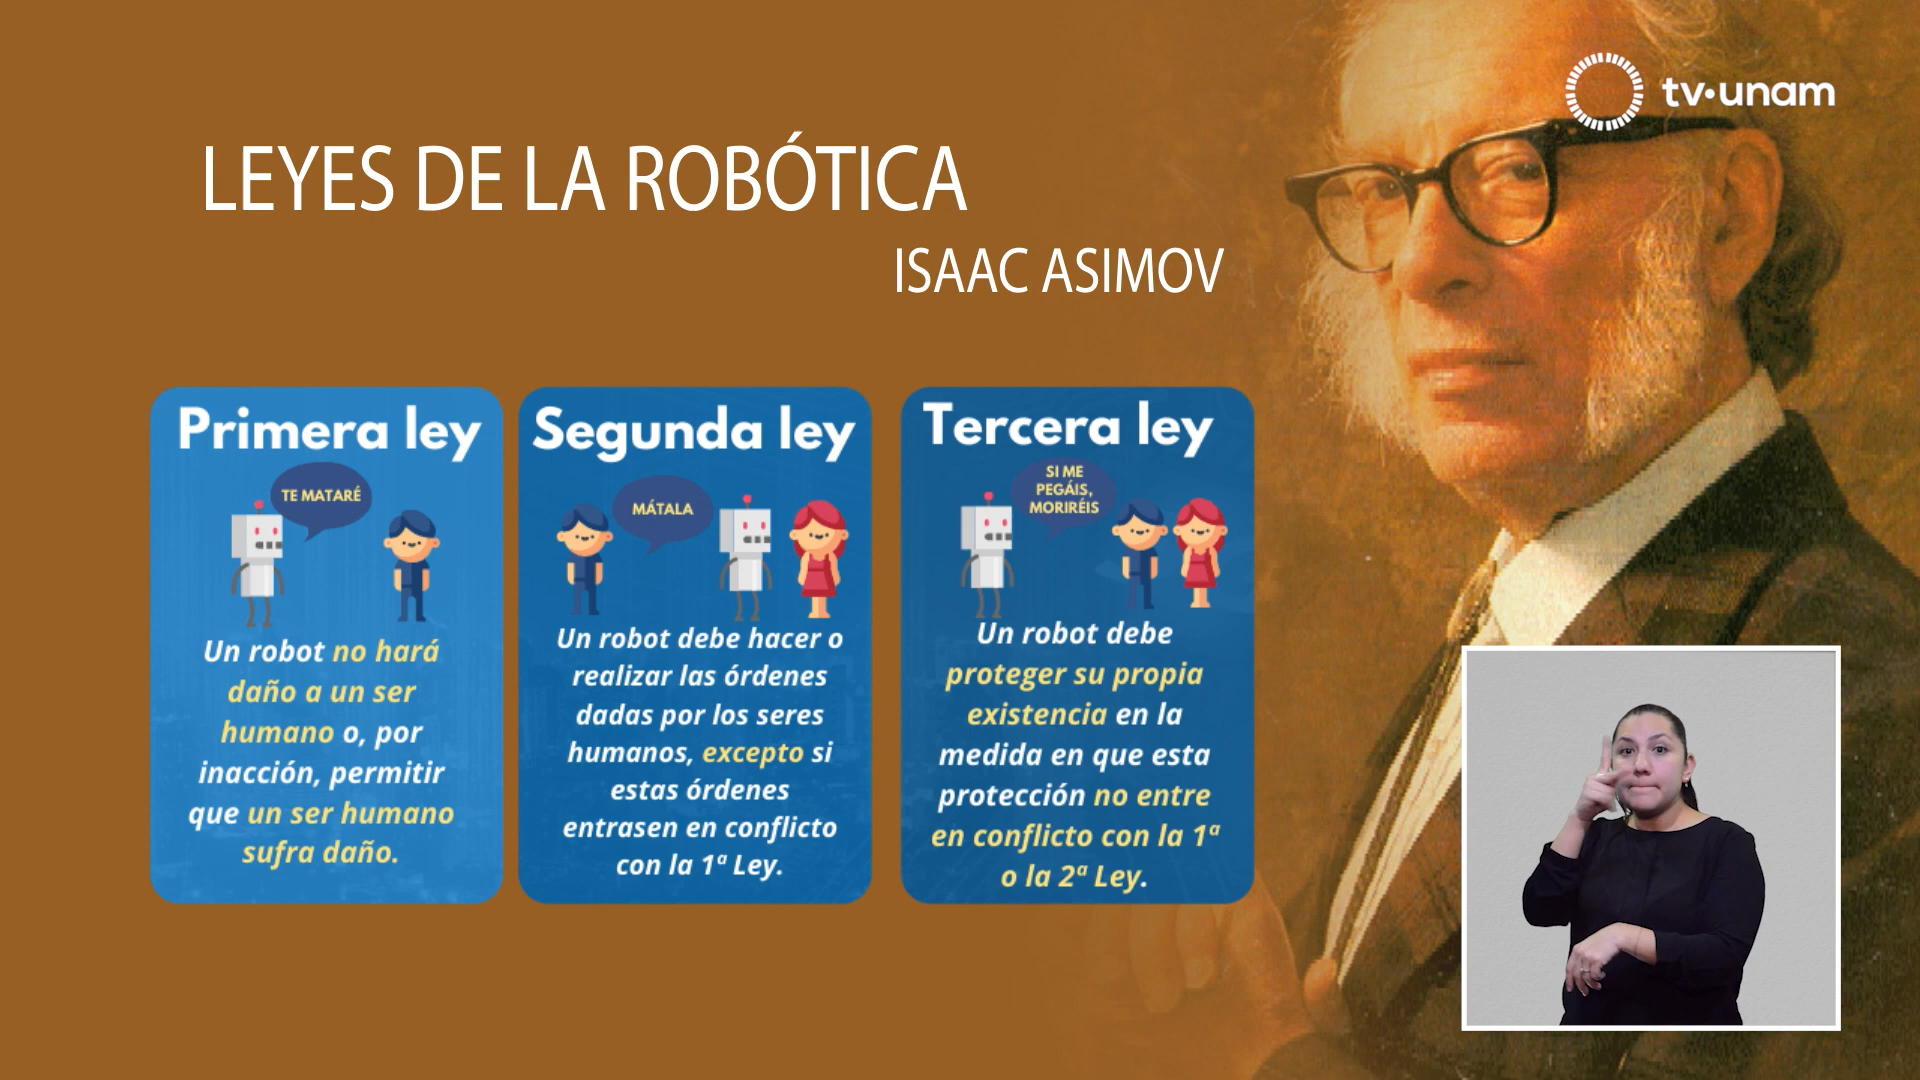 tv·unam
LEYES DE LA ROBÓTICA
ISAAC ASIMOV
Primera ley
TE MATARÉ
Un robot no hará
daño a un ser
humano o, por
inacción, permitir
que un ser humano
sufra daño.
Segunda ley
MÁTALA
Un robot debe hacer o
realizar las órdenes
dadas por los seres
humanos, excepto si
estas órdenes
entrasen en conflicto
con la 1ª Ley.
Tercera ley
SI ME
PEGÁIS,
MORIRÉIS
Un robot debe
proteger su propia
existencia en la
medida en que esta
protección no entre
en conflicto con la 1ª
o la 2ª Ley.